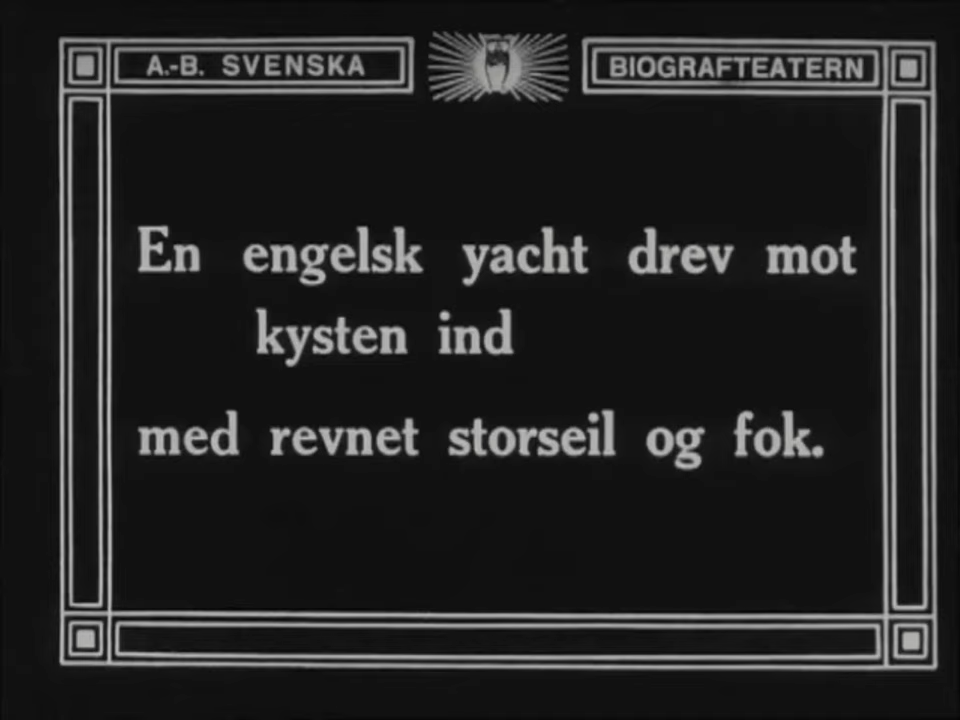 A.-B. SVENSKA BIOGRAFTEATERN
En engelsk yacht drev mot
kysten ind
med revnet storseil og fok.